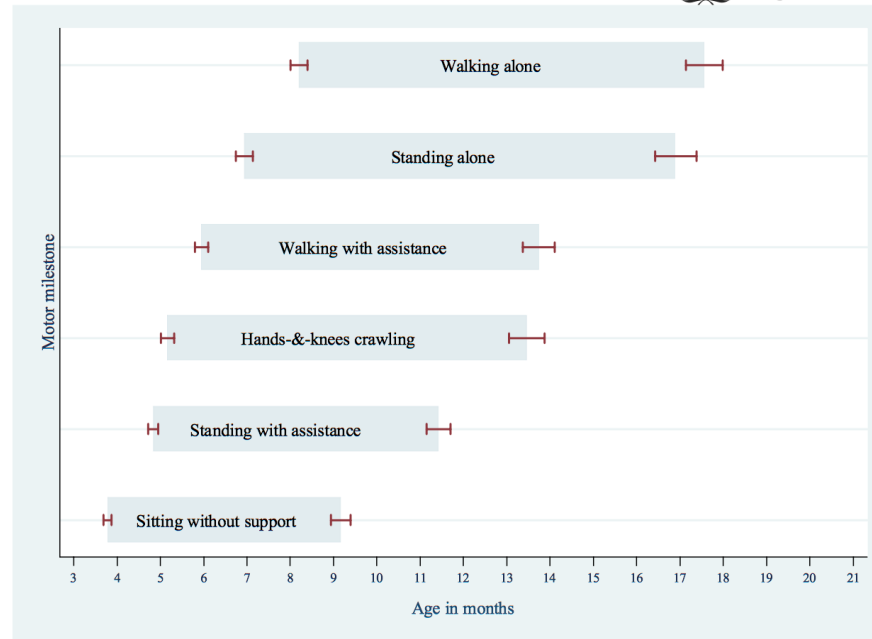 Walking alone
Standing alone
Walking with assistance
Hands-&-knees crawling
Standing with assistance
Sitting without support
Motor milestone
3 4 5 6 7 8 9 10 11 12 13 14 15 16 17 18 19 20 21
Age in months